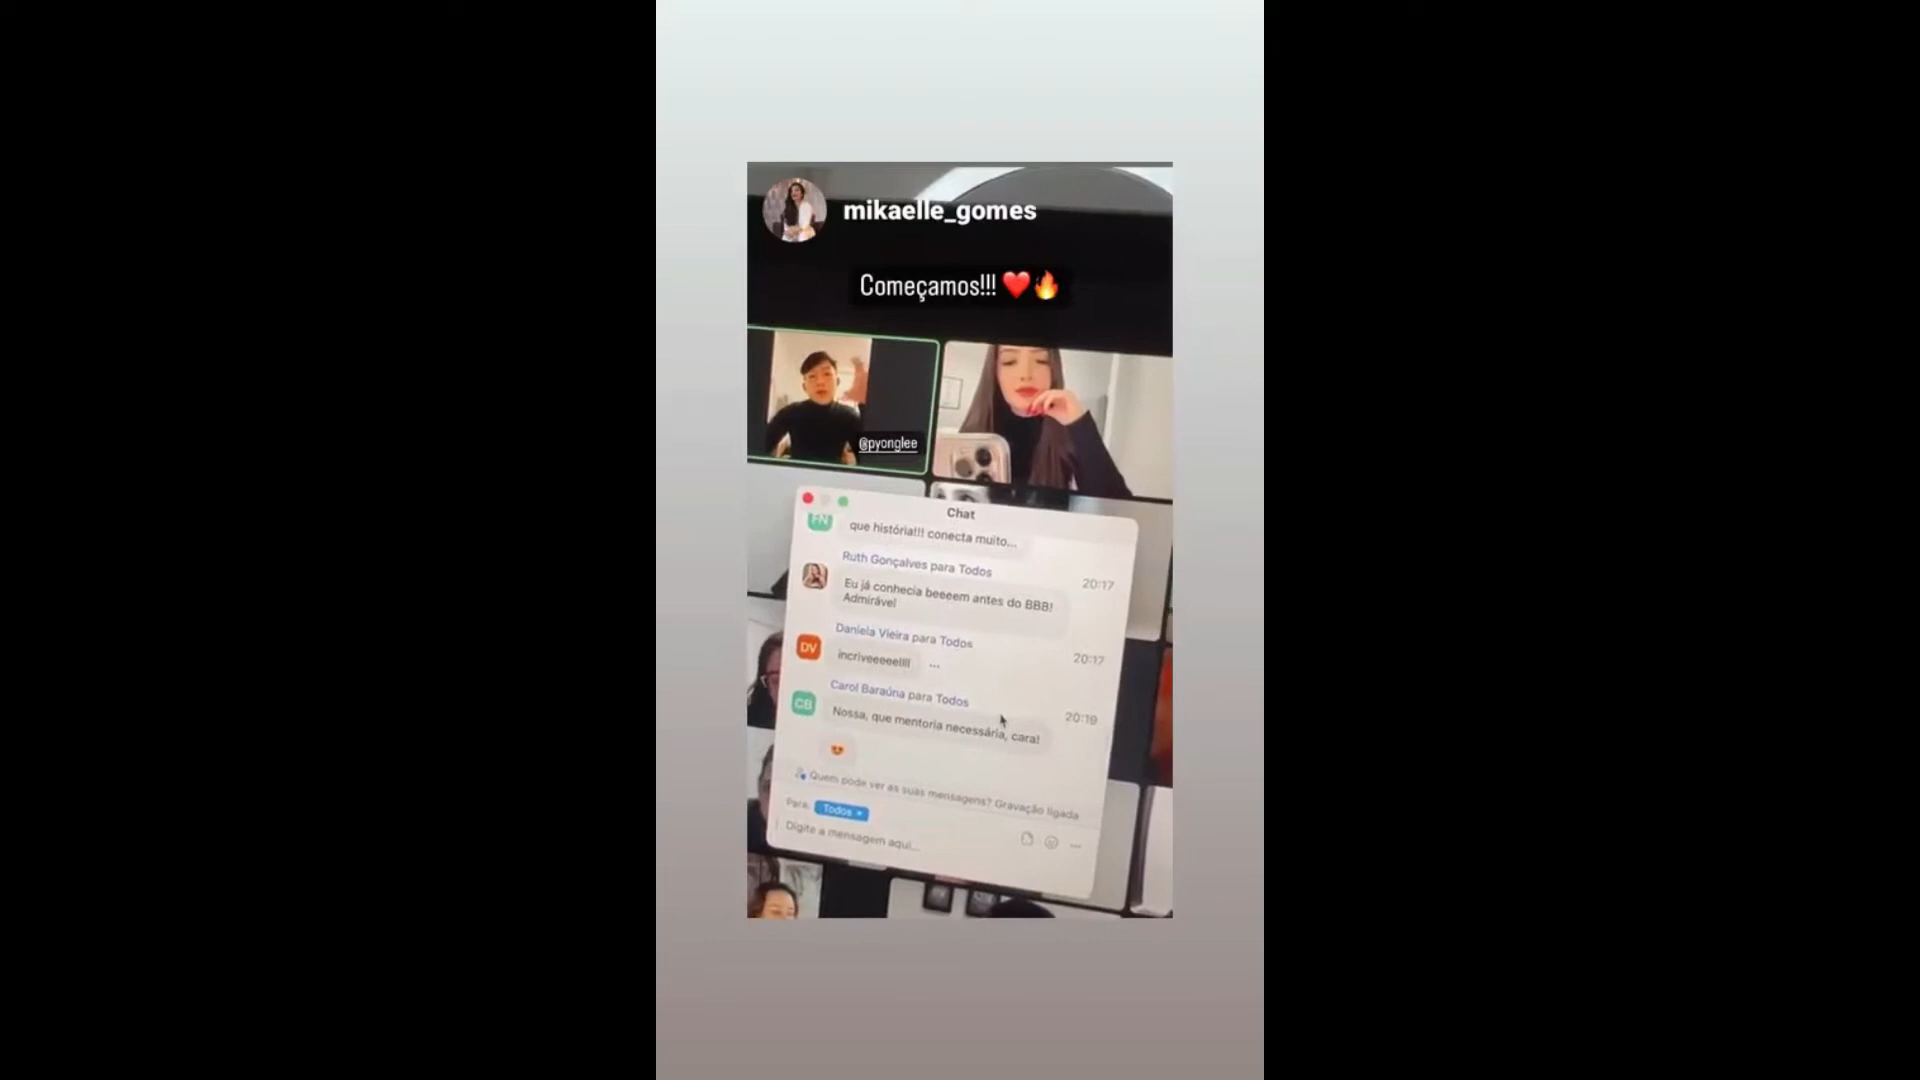 mikaelle_gomes
Começamos!!! ❤️🔥
@pyonglee
Chat
FN
que história!!! conecta muito...
Ruth Gonçalves para Todos
20:17
Eu já conhecia beeeem antes do BBB!
Admirável
Daniela Vieira para Todos
20:17
DV
incriveeeeellll
...
Carol Baraúna para Todos
20:19
CB
Nossa, que mentoria necessária, cara!
😍
Quem pode ver as suas mensagens? Gravação ligada
Para: Todos
Digite a mensagem aqui...